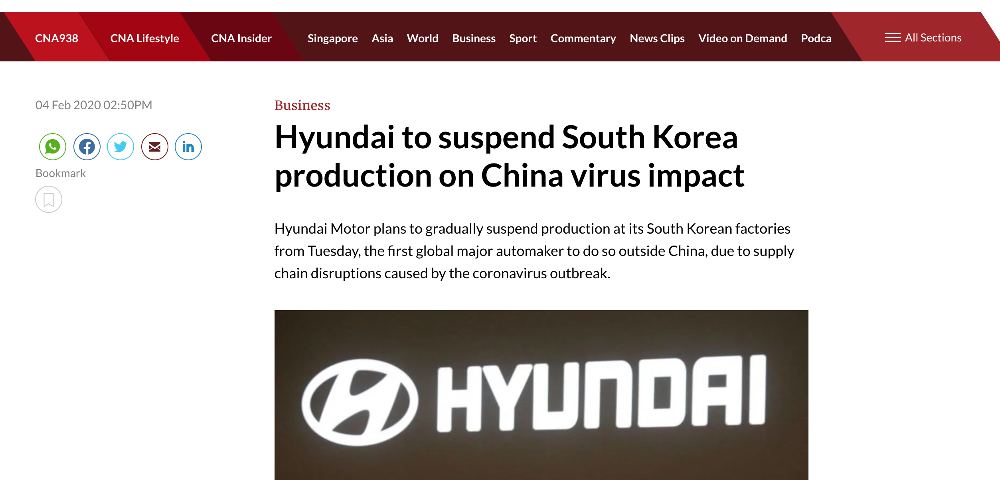 CNA938 CNA Lifestyle CNA Insider Singapore Asia World Business Sport Commentary News Clips Video on Demand Podca All Sections
04 Feb 2020 02:50PM
Bookmark
Business
Hyundai to suspend South Korea
production on China virus impact
Hyundai Motor plans to gradually suspend production at its South Korean factories
from Tuesday, the first global major automaker to do so outside China, due to supply
chain disruptions caused by the coronavirus outbreak.
HYUNDAI